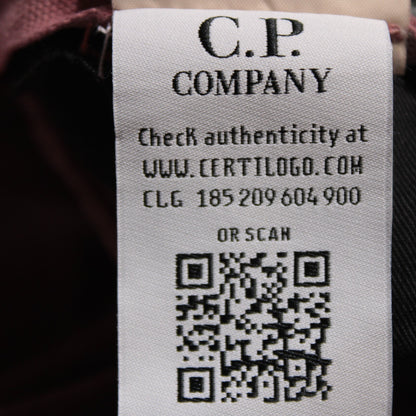 C.P.
COMPANY
Check authenticity at
WWW.CERTILOGO.COM
CLG 185 209 604 900
OR SCAN